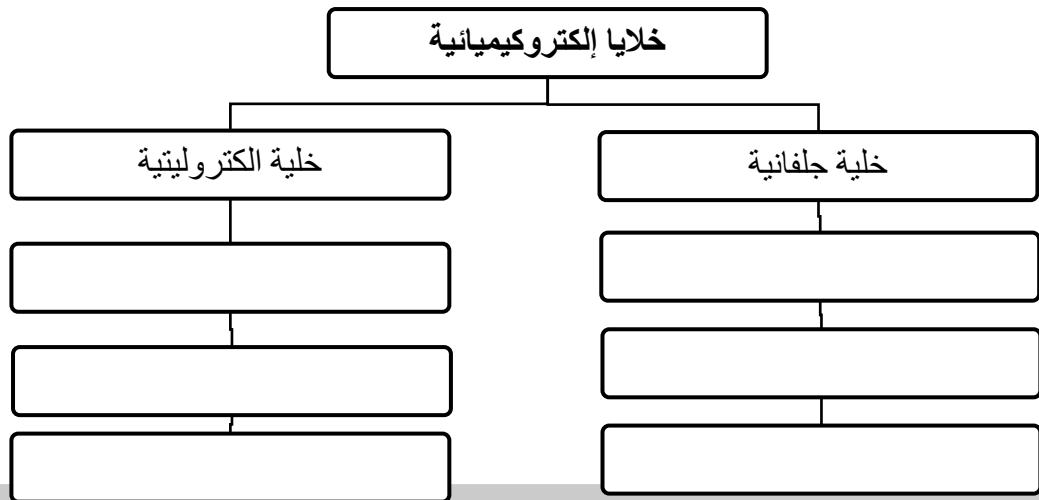 خلايا إلكتروكيميائية
خلية جلفانية
خلية الكتروليتية